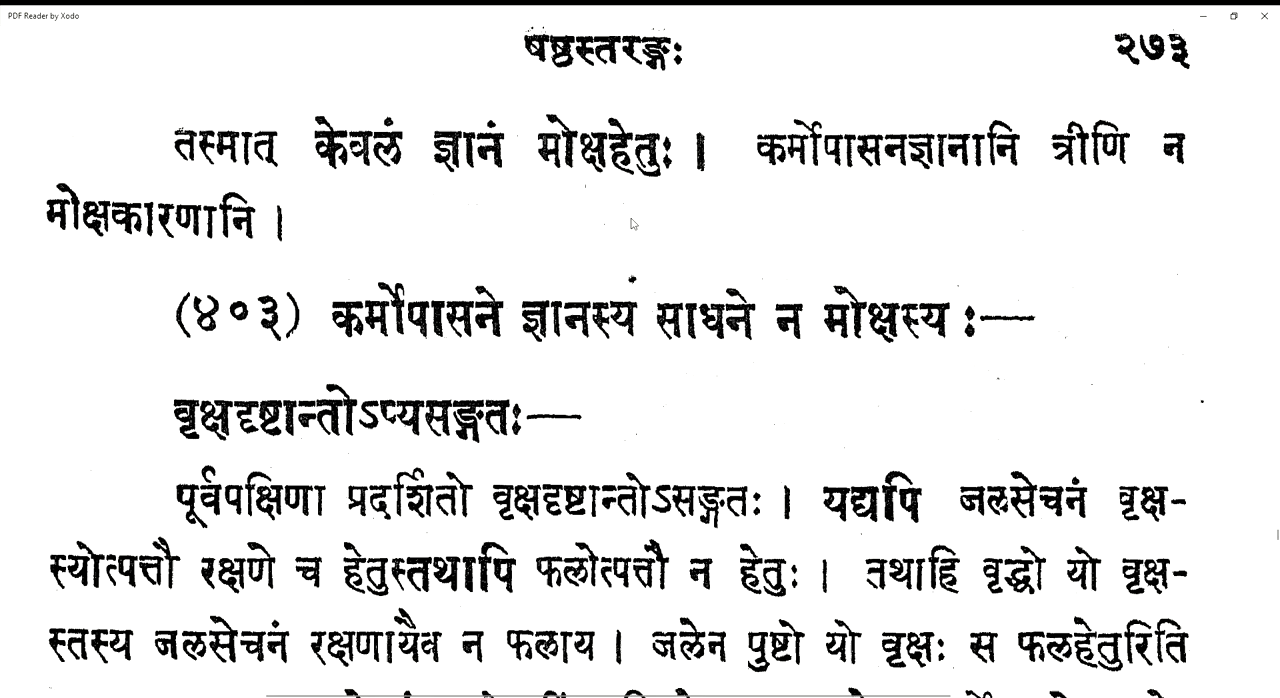 PDF Reader by Xodo
षष्ठस्तरङ्गः २७३
तस्मात् केवलं ज्ञानं मोक्षहेतुः । कर्मोपासनज्ञानानि त्रीणि न
मोक्षकारणानि ।
(४०३) कर्मोपासने ज्ञानस्य साधने न मोक्षस्य :—
वृक्षदृष्टान्तोऽप्यसङ्गतः—
पूर्वपक्षिणा प्रदर्शितो वृक्षदृष्टान्तोऽसङ्गतः । यद्यपि जलसेचनं वृक्ष-
स्योत्पत्तौ रक्षणे च हेतुस्तथापि फलोत्पत्तौ न हेतुः । तथाहि वृद्धो यो वृक्ष-
स्तस्य जलसेचनं रक्षणायैव न फलाय । जलेन पुष्टो यो वृक्षः स फलहेतुरिति